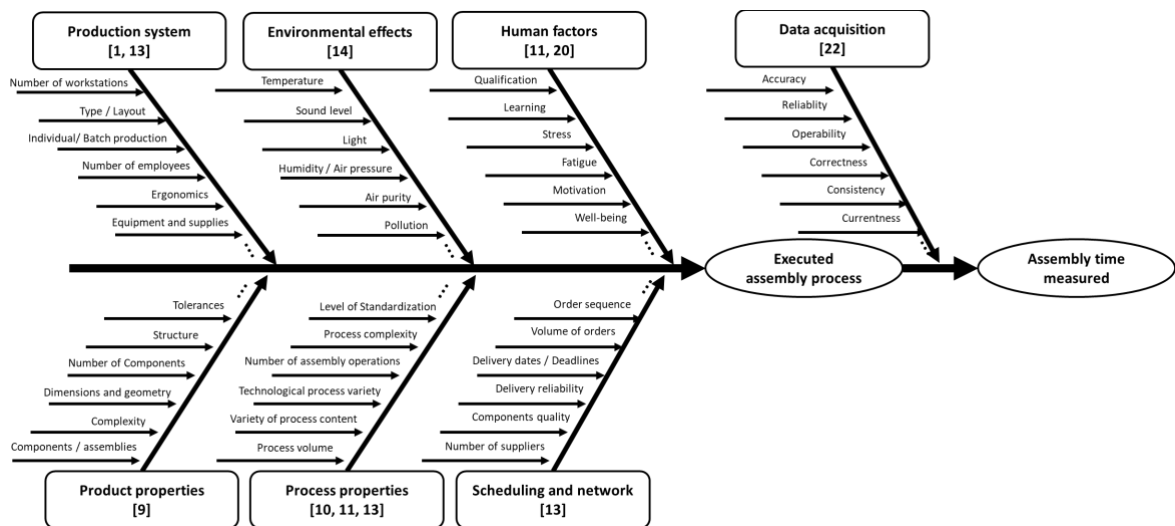 Production system
[1, 13]
Number of workstations
Type / Layout
Individual/ Batch production
Number of employees
Ergonomics
Equipment and supplies
Environmental effects
[14]
Temperature
Sound level
Light
Humidity / Air pressure
Air purity
Pollution
Human factors
[11, 20]
Qualification
Learning
Stress
Fatigue
Motivation
Well-being
Data acquisition
[22]
Accuracy
Reliablity
Operability
Correctness
Consistency
Currentness
Executed
assembly process
Assembly time
measured
Tolerances
Structure
Number of Components
Dimensions and geometry
Complexity
Components / assemblies
Product properties
[9]
Level of Standardization
Process complexity
Number of assembly operations
Technological process variety
Variety of process content
Process volume
Process properties
[10, 11, 13]
Order sequence
Volume of orders
Delivery dates / Deadlines
Delivery reliability
Components quality
Number of suppliers
Scheduling and network
[13]